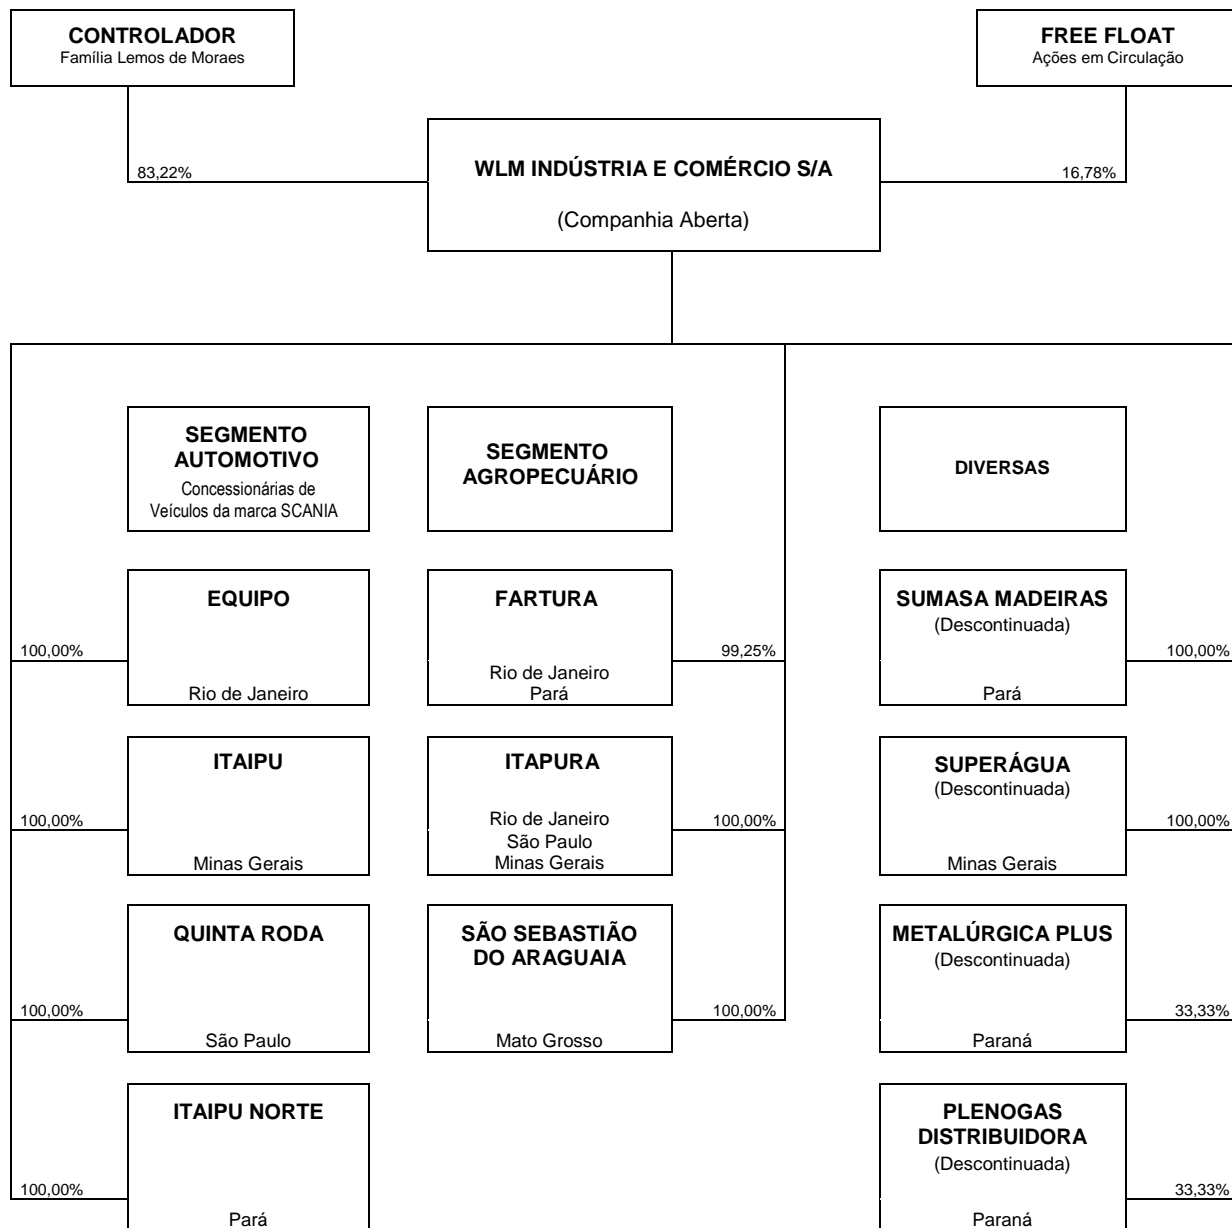 CONTROLADOR
Família Lemos de Moraes
FREE FLOAT
Ações em Circulação
83,22%
WLM INDÚSTRIA E COMÉRCIO S/A
(Companhia Aberta)
16,78%
SEGMENTO
AUTOMOTIVO
Concessionárias de
Veículos da marca SCANIA
SEGMENTO
AGROPECUÁRIO
DIVERSAS
EQUIPO
Rio de Janeiro
100,00%
FARTURA
Rio de Janeiro
Pará
99,25%
SUMASA MADEIRAS
(Descontinuada)
Pará
100,00%
ITAIPU
Minas Gerais
100,00%
ITAPURA
Rio de Janeiro
São Paulo
Minas Gerais
100,00%
SUPERÁGUA
(Descontinuada)
Minas Gerais
100,00%
QUINTA RODA
São Paulo
100,00%
SÃO SEBASTIÃO
DO ARAGUAIA
Mato Grosso
100,00%
METALÚRGICA PLUS
(Descontinuada)
Paraná
33,33%
ITAIPU NORTE
Pará
100,00%
PLENOGAS
DISTRIBUIDORA
(Descontinuada)
Paraná
33,33%